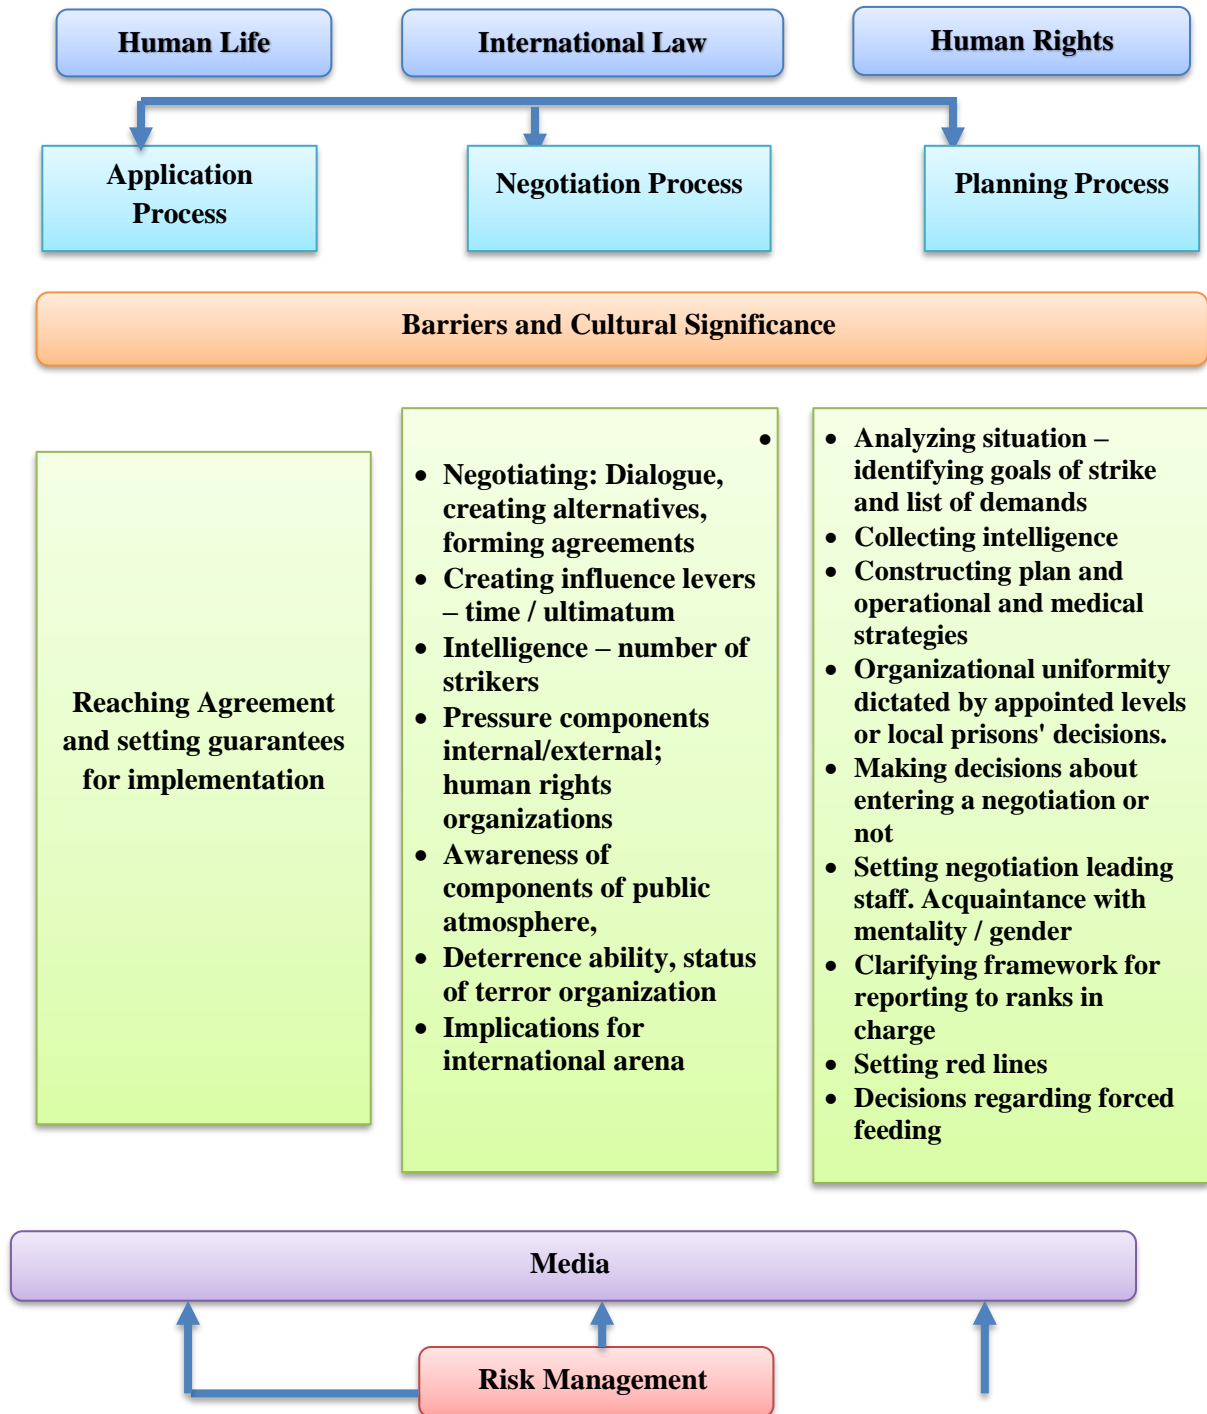 Human Life
International Law
Human Rights
Application
Process
Negotiation Process
Planning Process
Barriers and Cultural Significance
Reaching Agreement
and setting guarantees
for implementation
•
• Negotiating: Dialogue,
creating alternatives,
forming agreements
• Creating influence levers
– time / ultimatum
• Intelligence – number of
strikers
• Pressure components
internal/external;
human rights
organizations
• Awareness of
components of public
atmosphere,
• Deterrence ability, status
of terror organization
• Implications for
international arena
• Analyzing situation –
identifying goals of strike
and list of demands
• Collecting intelligence
• Constructing plan and
operational and medical
strategies
• Organizational uniformity
dictated by appointed levels
or local prisons' decisions.
• Making decisions about
entering a negotiation or
not
• Setting negotiation leading
staff. Acquaintance with
mentality / gender
• Clarifying framework for
reporting to ranks in
charge
• Setting red lines
• Decisions regarding forced
feeding
Media
Risk Management